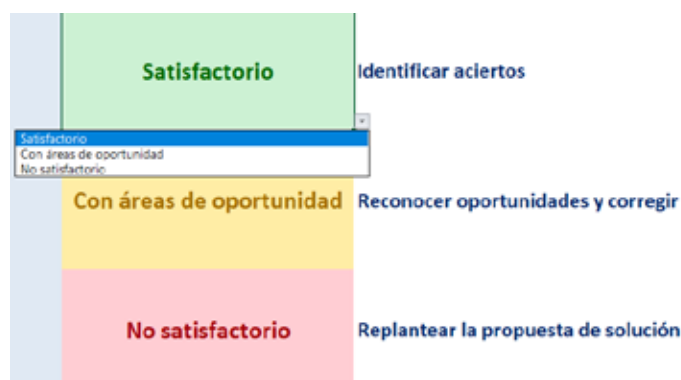 Satisfactorio
Identificar aciertos
Satisfactorio
Con áreas de oportunidad
No satisfactorio
Con áreas de oportunidad
Reconocer oportunidades y corregir
No satisfactorio
Replantear la propuesta de solución